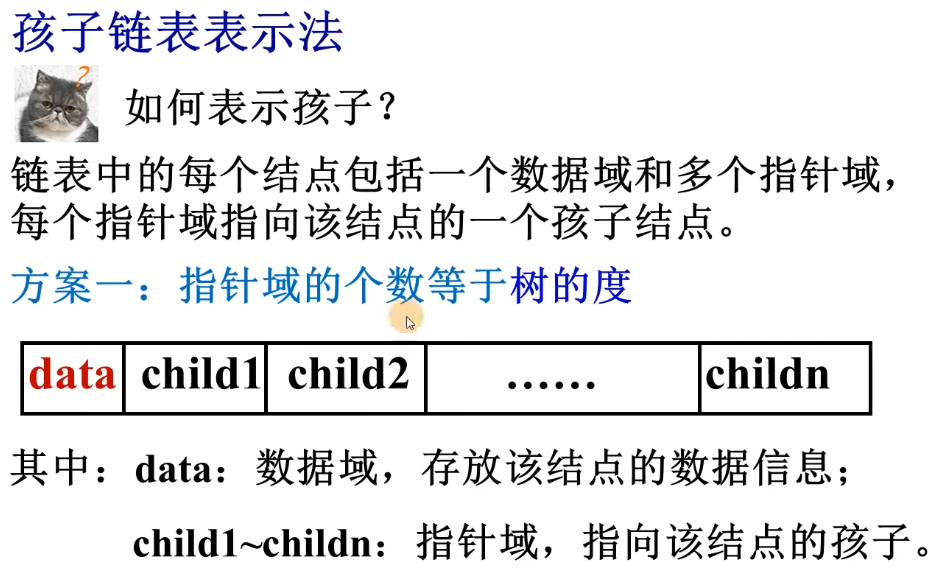 孩子链表表示法
?
如何表示孩子？
链表中的每个结点包括一个数据域和多个指针域，
每个指针域指向该结点的一个孩子结点。
方案一：指针域的个数等于树的度
data child1 child2 …… childn
其中：data：数据域，存放该结点的数据信息；
child1~childn：指针域，指向该结点的孩子。